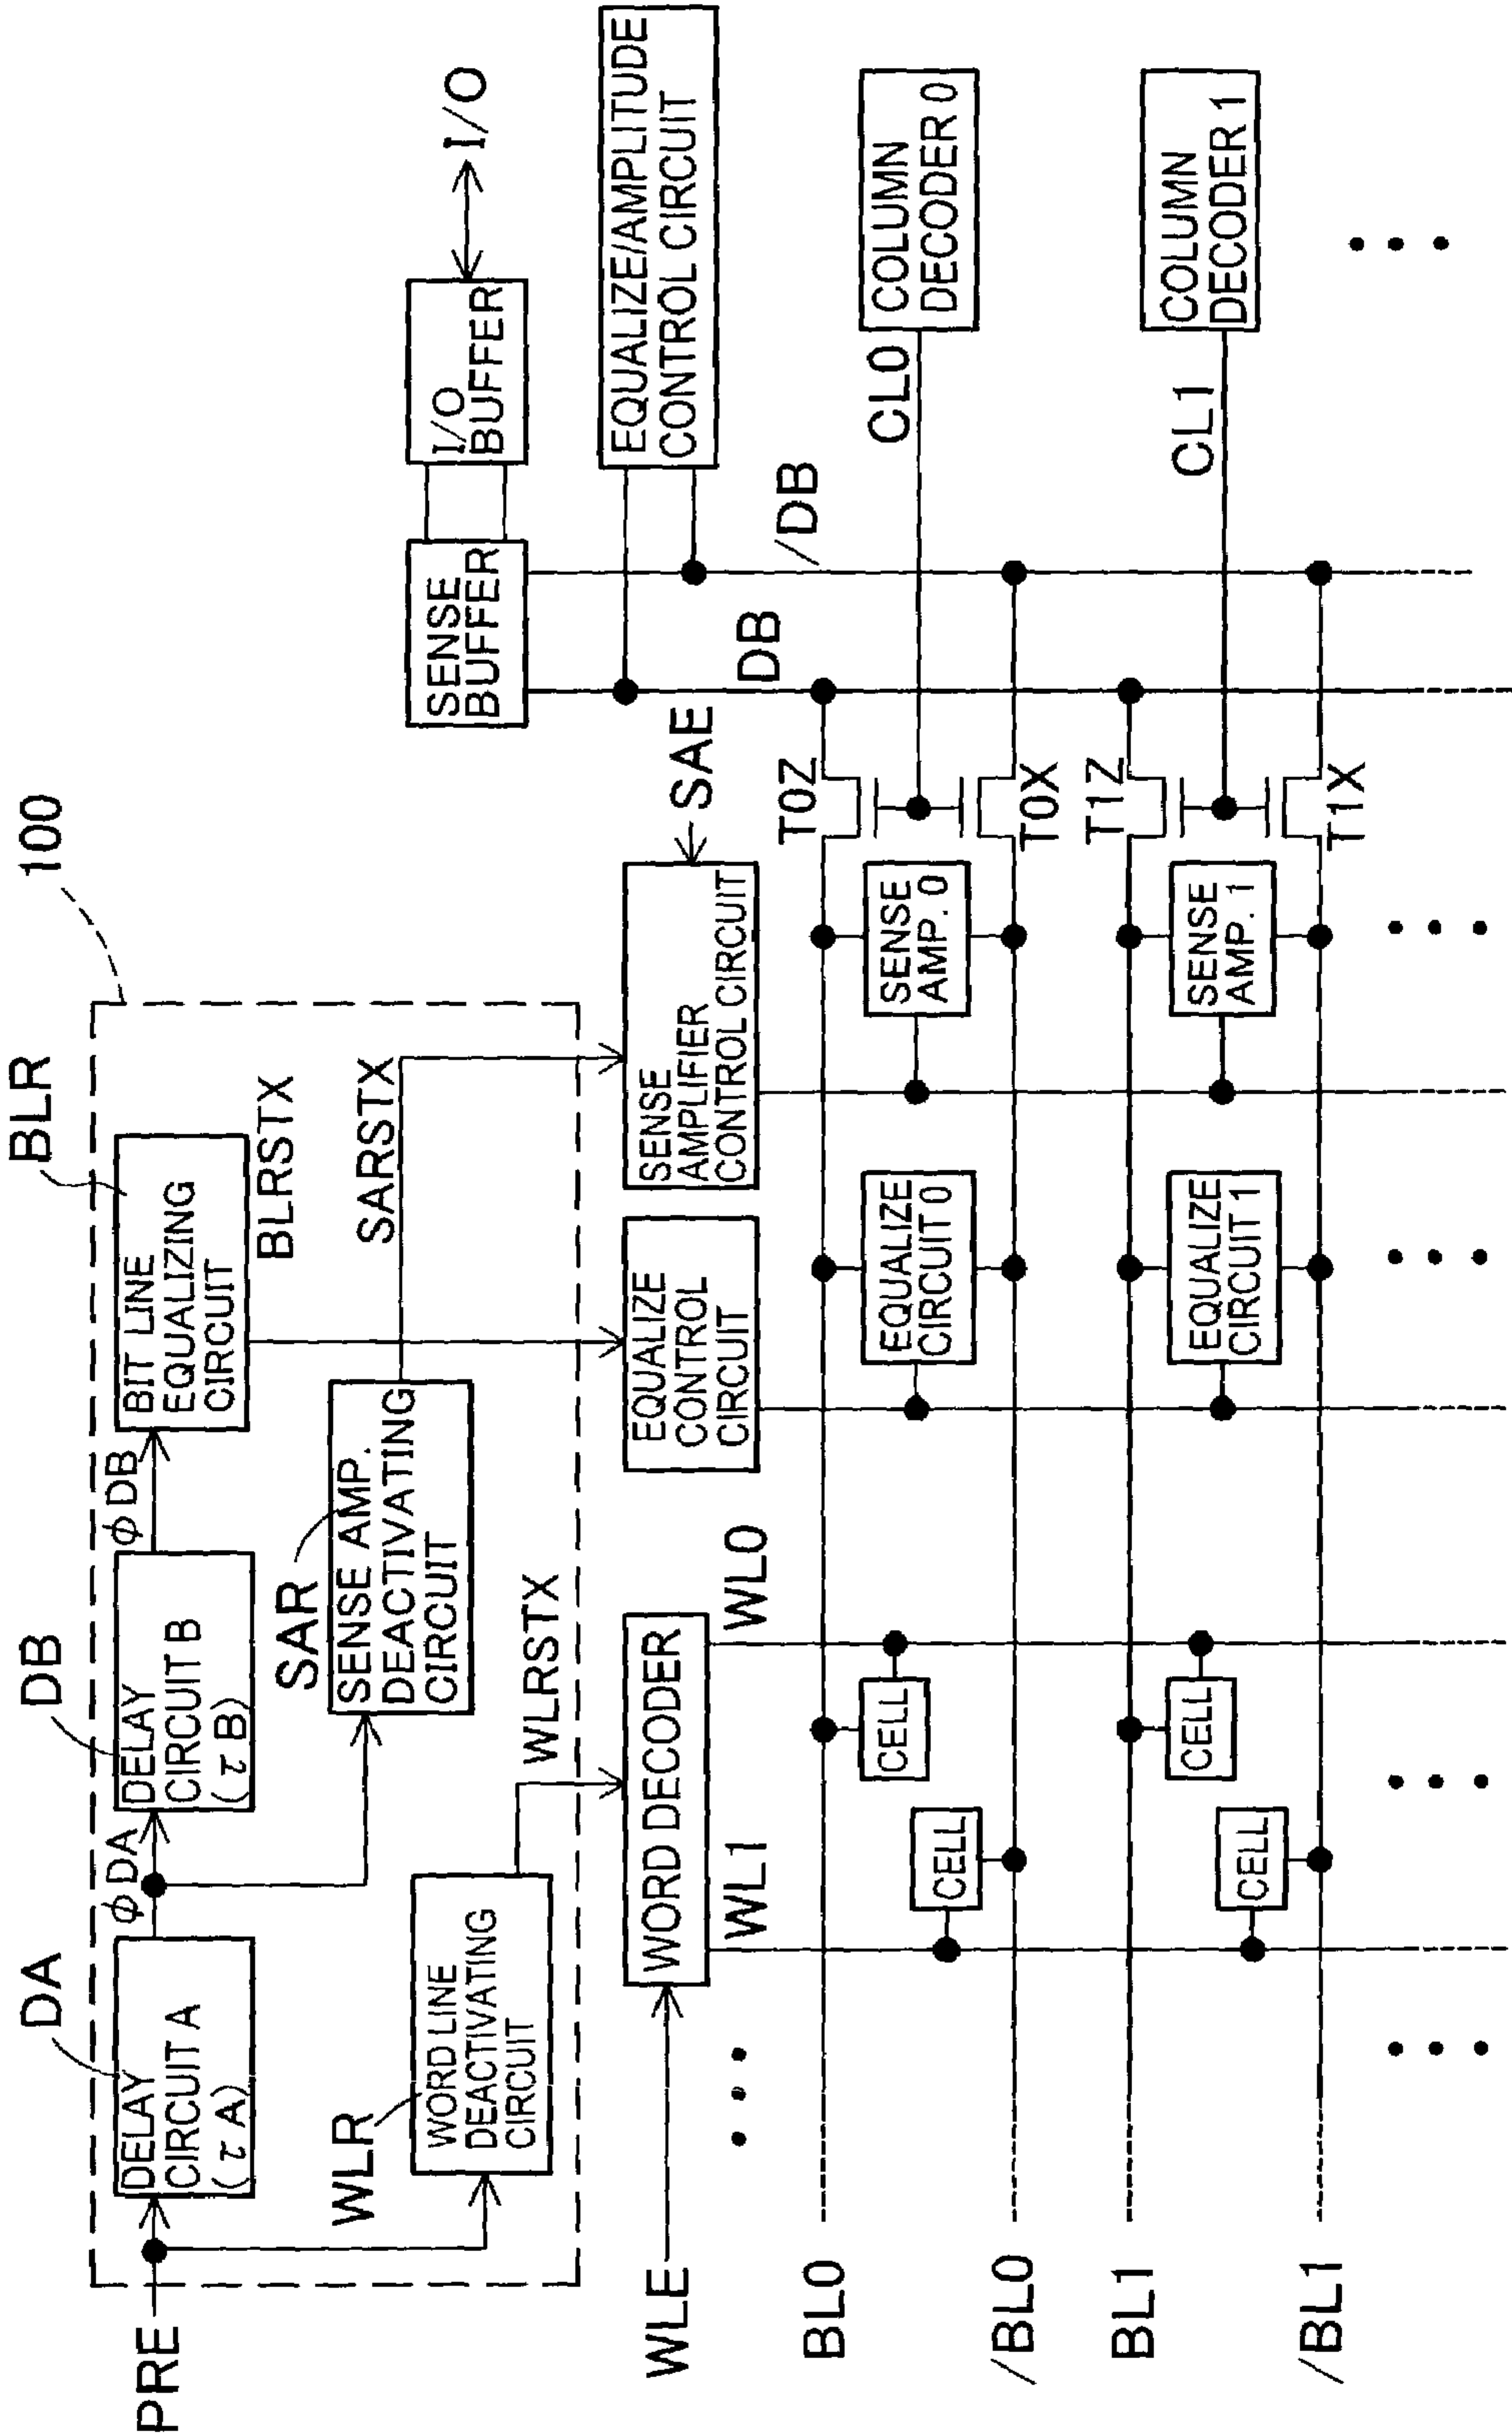 100
DA
DB
BLR
PRE
DELAY
CIRCUIT A
(τA)
φDA
DELAY
CIRCUIT B
(τB)
φDB
BIT LINE
EQUALIZING
CIRCUIT
BLRSTX
SAR
SENSE AMP.
DEACTIVATING
CIRCUIT
SARSTX
WLR
WORD LINE
DEACTIVATING
CIRCUIT
WLRSTX
SENSE
BUFFER
I/O
BUFFER
I/O
EQUALIZE/AMPLITUDE
CONTROL CIRCUIT
WLE
WORD DECODER
EQUALIZE
CONTROL
CIRCUIT
SENSE
AMPLIFIER
CONTROL CIRCUIT
SAE
WL1
WL0
DB
/DB
BL0
CELL
CELL
EQUALIZE
CIRCUIT 0
SENSE
AMP. 0
T0Z
T0X
CL0
COLUMN
DECODER 0
/BL0
BL1
CELL
CELL
EQUALIZE
CIRCUIT 1
SENSE
AMP. 1
T1Z
T1X
CL1
COLUMN
DECODER 1
/BL1